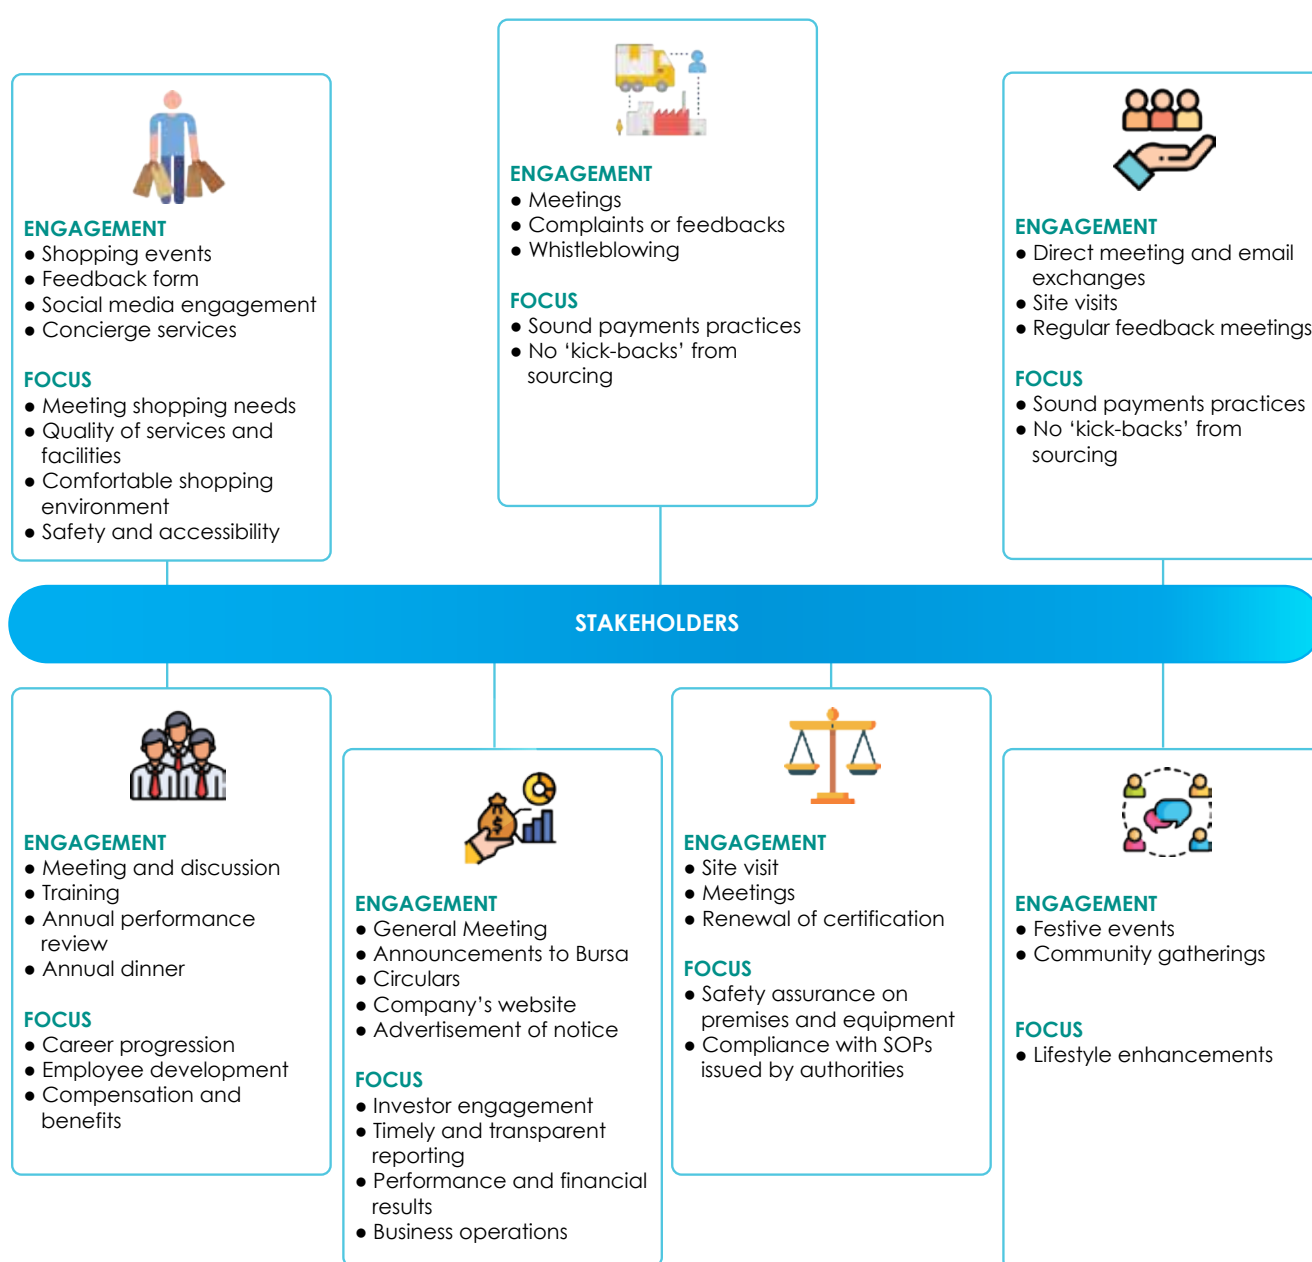 ENGAGEMENT
● Shopping events
● Feedback form
● Social media engagement
● Concierge services
FOCUS
● Meeting shopping needs
● Quality of services and
facilities
● Comfortable shopping
environment
● Safety and accessibility
ENGAGEMENT
● Meetings
● Complaints or feedbacks
● Whistleblowing
FOCUS
● Sound payments practices
● No ‘kick-backs’ from
sourcing
ENGAGEMENT
● Direct meeting and email
exchanges
● Site visits
● Regular feedback meetings
FOCUS
● Sound payments practices
● No ‘kick-backs’ from
sourcing
STAKEHOLDERS
ENGAGEMENT
● Meeting and discussion
● Training
● Annual performance
review
● Annual dinner
FOCUS
● Career progression
● Employee development
● Compensation and
benefits
$
ENGAGEMENT
● General Meeting
● Announcements to Bursa
● Circulars
● Company’s website
● Advertisement of notice
FOCUS
● Investor engagement
● Timely and transparent
reporting
● Performance and financial
results
● Business operations
ENGAGEMENT
● Site visit
● Meetings
● Renewal of certification
FOCUS
● Safety assurance on
premises and equipment
● Compliance with SOPs
issued by authorities
ENGAGEMENT
● Festive events
● Community gatherings
FOCUS
● Lifestyle enhancements